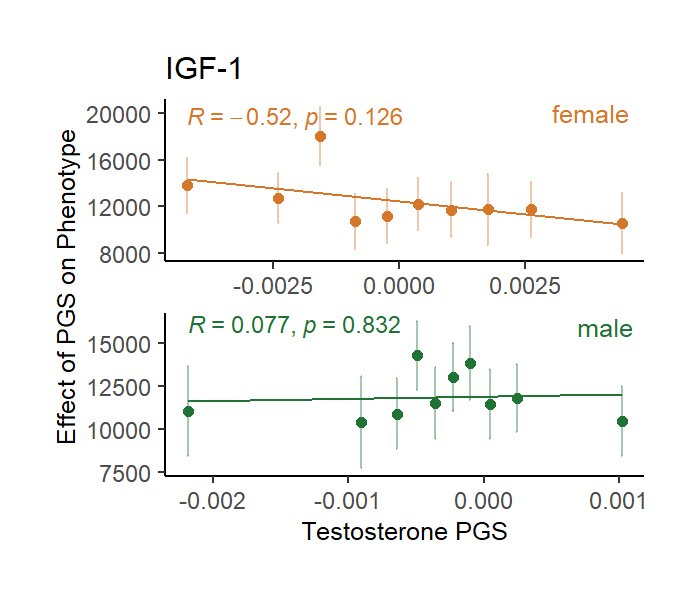 IGF-1
Effect of PGS on Phenotype
R = −0.52, p = 0.126
female
20000
16000
12000
8000
-0.0025 0.0000 0.0025
R = 0.077, p = 0.832
male
15000
12500
10000
7500
-0.002 -0.001 0.000 0.001
Testosterone PGS